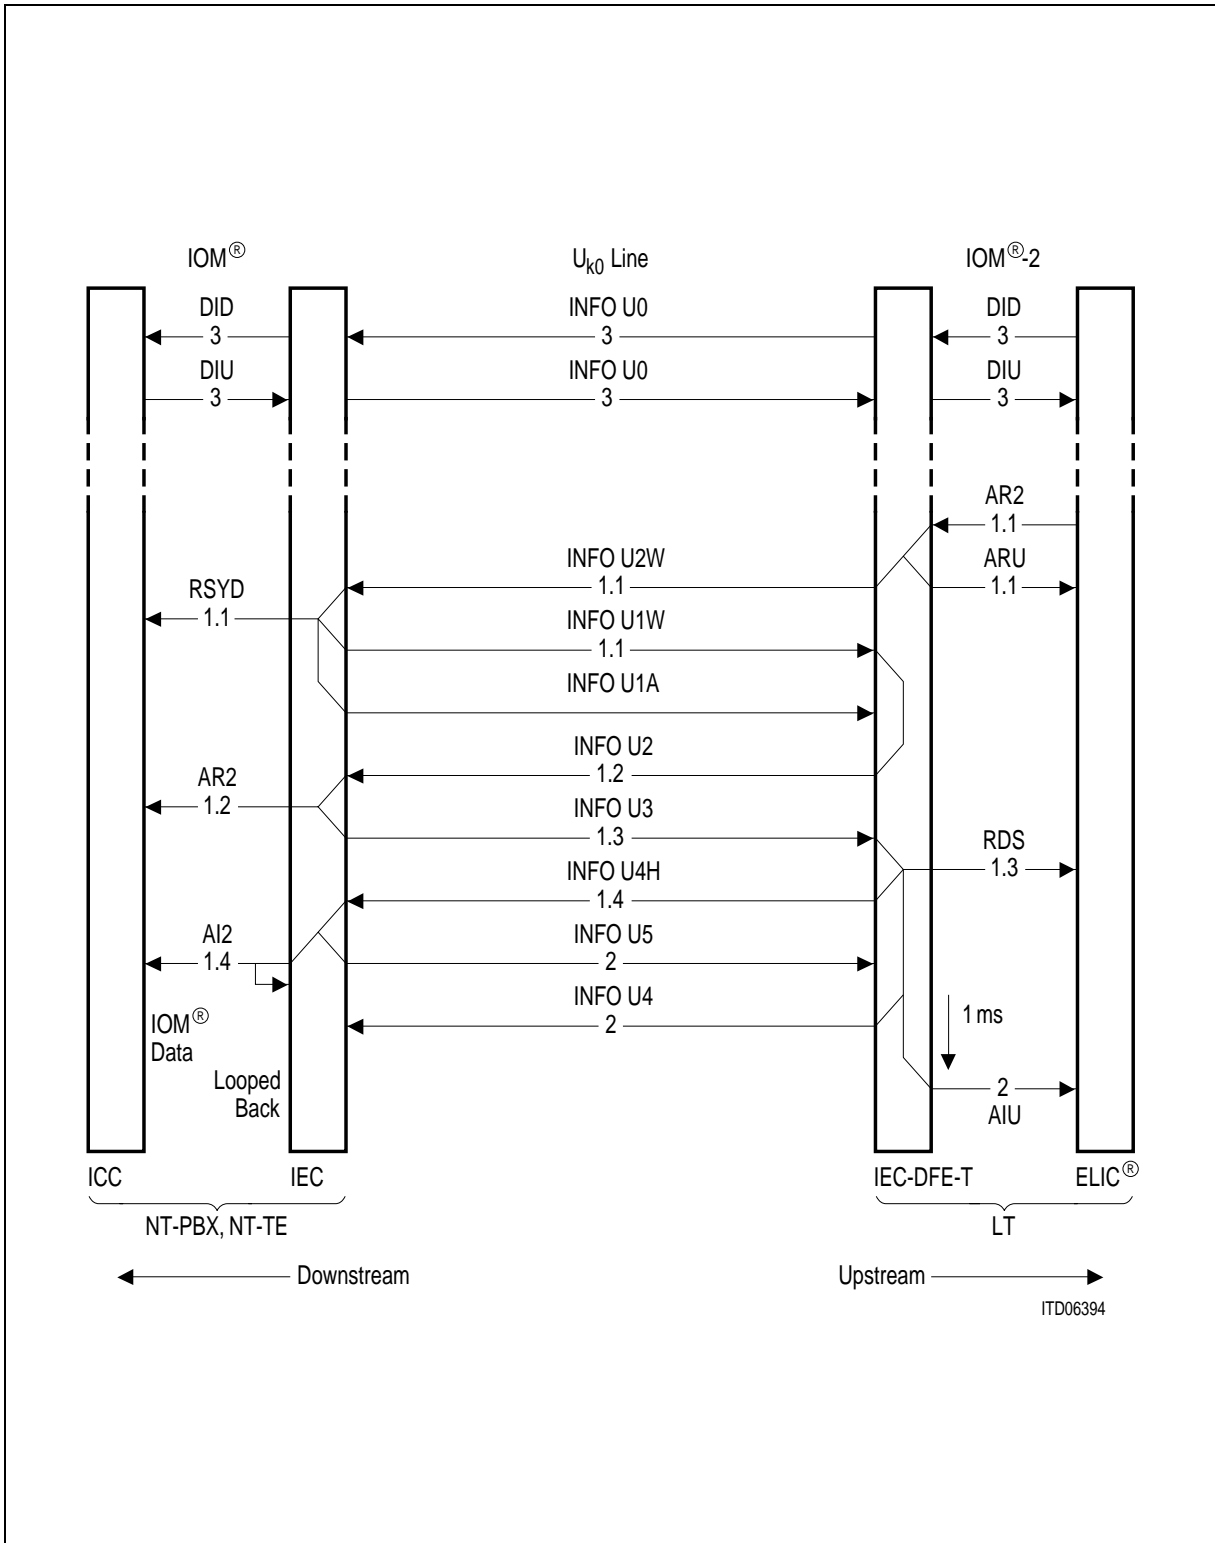 IOM® Uk0 Line IOM®-2
DID INFO U0 DID
3 3 3
DIU INFO U0 DIU
3 3 3
AR2
1.1
INFO U2W ARU
1.1 1.1
RSYD
1.1
INFO U1W
1.1
INFO U1A
INFO U2
1.2
AR2
1.2
INFO U3
1.3
RDS
1.3
INFO U4H
1.4
AI2 INFO U5
1.4 2
INFO U4
2
1 ms
IOM®
Data
Looped
Back
2
AIU
ICC IEC IEC-DFE-T ELIC®
NT-PBX, NT-TE LT
Downstream Upstream
ITD06394